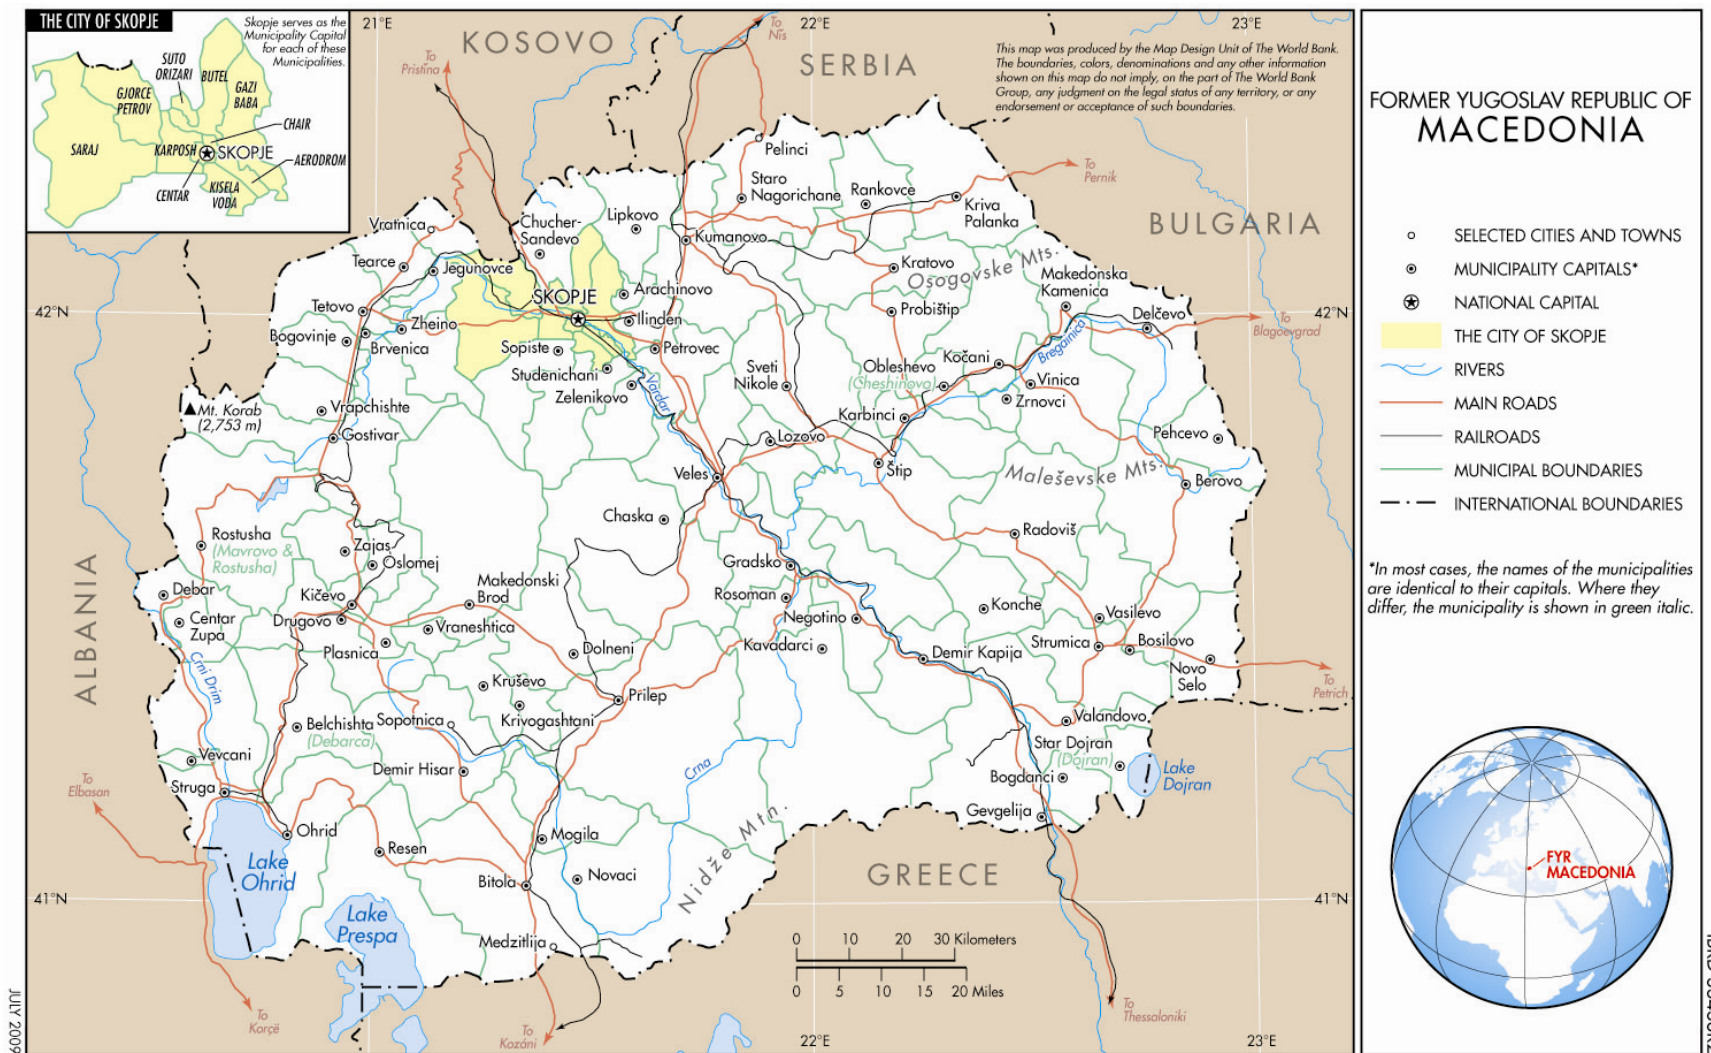 THE CITY OF SKOPJE
Skopje serves as the
Municipality Capital
for each of these
Municipalities.
SUTO
ORIZARI
BUTEL
GJORCE
PETROV
GAZI
BABA
CHAIR
SARAJ
KARPOSH
SKOPJE
AERODROM
CENTAR
KISELA
VODA
21°E
22°E
23°E
KOSOVO
SERBIA
BULGARIA
ALBANIA
GREECE
To
Priština
To
Nis
This map was produced by the Map Design Unit of The World Bank.
The boundaries, colors, denominations and any other information
shown on this map do not imply, on the part of The World Bank
Group, any judgment on the legal status of any territory, or any
endorsement or acceptance of such boundaries.
To
Pernik
Pelinci
Staro
Nagorichane
Rankovce
Kriva
Palanka
Vratnica
Chucher-
Sandevo
Lipkovo
Kumanovo
Tearce
Jegunovce
Kratovo
Osogovske Mts.
Makedonska
Kamenica
SKOPJE
Arachinovo
42°N
42°N
Tetovo
Zheino
Ilinden
Probištip
Delčevo
To
Blagoevgrad
Bogovinje
Brvenica
Sopiste
Petrovec
Bregalnica
Studenichani
Zelenikovo
Vardar
Sveti
Nikole
Obleshevo
(Cheshinovo)
Kočani
Vinica
Zrnovci
Mt. Korab
(2,753 m)
Vrapchishte
Karbinci
Gostivar
Lozovo
Pehcevo
Veles
Štip
Maleševske Mts.
Berovo
Chaska
Radoviš
Rostusha
(Mavrovo &
Rostusha)
Zajas
Oslomej
Gradsko
Debar
Kičevo
Makedonski
Brod
Rosoman
Konche
Centar
Zupa
Drugovo
Vraneshtica
Negotino
Vasilevo
Plasnica
Dolneni
Kavadarci
Demir Kapija
Strumica
Bosilovo
Novo
Selo
To
Petrich
Crni Drim
Kruševo
Prilep
Belchishta
(Debarca)
Sopotnica
Krivogashtani
Valandovo
Vevcani
Demir Hisar
Crna
Star Dojran
(Dojran)
Bogdanci
Lake
Dojran
To
Elbasan
Struga
Gevgelija
Ohrid
Mogila
Nidže Mtn.
Lake
Ohrid
Resen
Bitola
Novaci
41°N
41°N
Lake
Prespa
Medzitlija
0 10 20 30 Kilometers
0 5 10 15 20 Miles
To
Korçë
To
Kozáni
To
Thessaloniki
22°E
23°E
JULY 2009
FORMER YUGOSLAV REPUBLIC OF
MACEDONIA
SELECTED CITIES AND TOWNS
MUNICIPALITY CAPITALS*
NATIONAL CAPITAL
THE CITY OF SKOPJE
RIVERS
MAIN ROADS
RAILROADS
MUNICIPAL BOUNDARIES
INTERNATIONAL BOUNDARIES
*In most cases, the names of the municipalities
are identical to their capitals. Where they
differ, the municipality is shown in green italic.
FYR
MACEDONIA